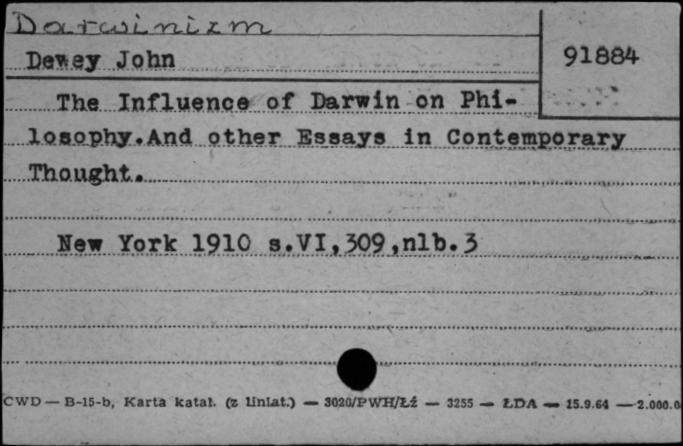 Darwinizm
Dewey John
91884
The Influence of Darwin on Phi-
losophy.And other Essays in Contemporary
Thought.
New York 1910 s.VI,309,nlb.3
CWD — B-15-b, Karta katal. (z liniat.) — 3020/PWH/Łź — 3255 — ŁDA — 15.9.64 — 2.000.0